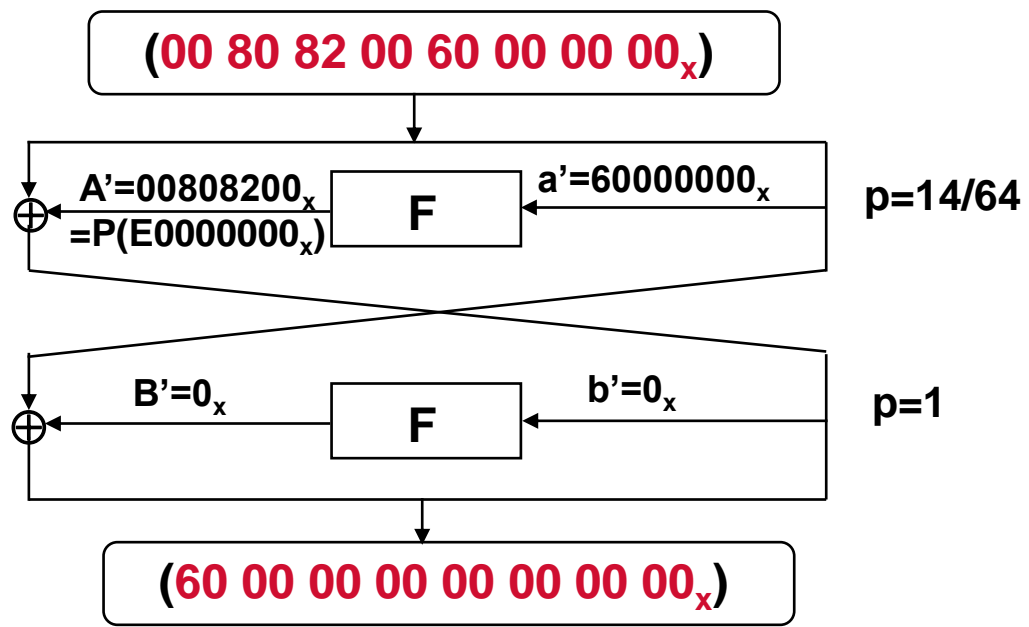 (00 80 82 00 60 00 00 00ₓ)
A’=00808200ₓ
=P(E0000000ₓ)
F
a’=60000000ₓ
p=14/64
B’=0ₓ
F
b’=0ₓ
p=1
(60 00 00 00 00 00 00 00ₓ)